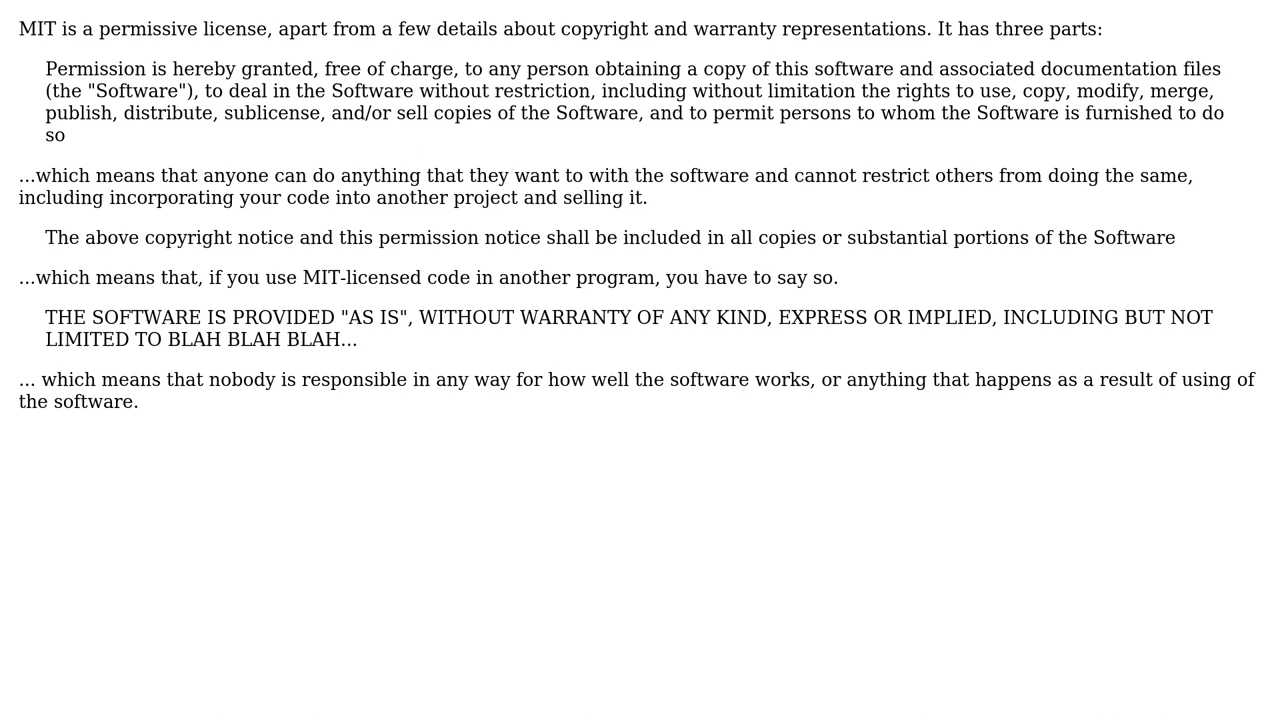 MIT is a permissive license, apart from a few details about copyright and warranty representations. It has three parts:
Permission is hereby granted, free of charge, to any person obtaining a copy of this software and associated documentation files
(the "Software"), to deal in the Software without restriction, including without limitation the rights to use, copy, modify, merge,
publish, distribute, sublicense, and/or sell copies of the Software, and to permit persons to whom the Software is furnished to do
so
...which means that anyone can do anything that they want to with the software and cannot restrict others from doing the same,
including incorporating your code into another project and selling it.
The above copyright notice and this permission notice shall be included in all copies or substantial portions of the Software
...which means that, if you use MIT-licensed code in another program, you have to say so.
THE SOFTWARE IS PROVIDED "AS IS", WITHOUT WARRANTY OF ANY KIND, EXPRESS OR IMPLIED, INCLUDING BUT NOT
LIMITED TO BLAH BLAH BLAH...
... which means that nobody is responsible in any way for how well the software works, or anything that happens as a result of using of
the software.